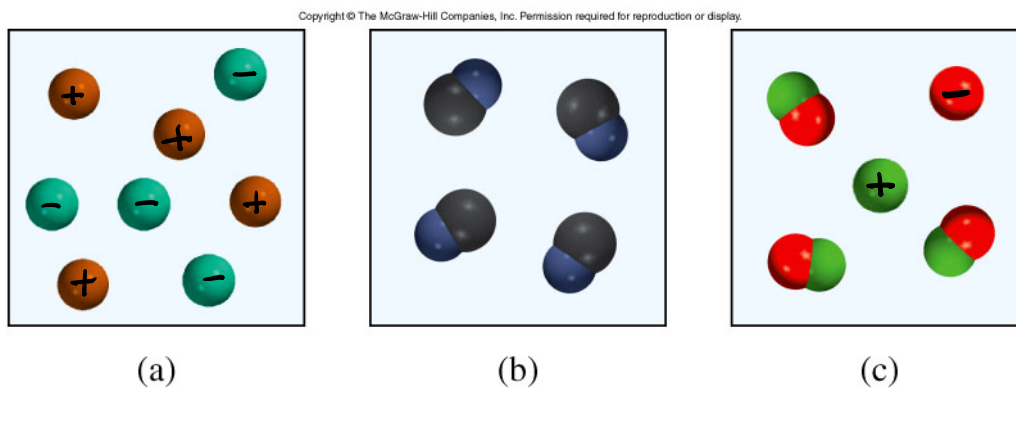 Copyright © The McGraw-Hill Companies, Inc. Permission required for reproduction or display.
+ - + - - + + -
- +
(a) (b) (c)